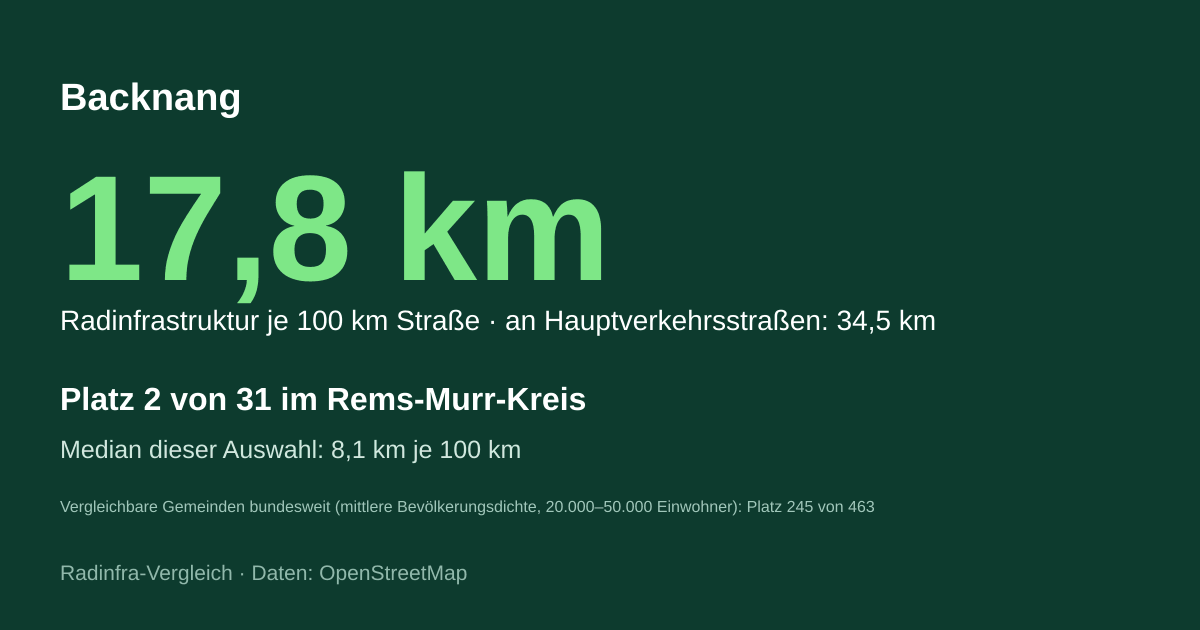 Backnang
17,8 km
Radinfrastruktur je 100 km Straße · an Hauptverkehrsstraßen: 34,5 km
Platz 2 von 31 im Rems-Murr-Kreis
Median dieser Auswahl: 8,1 km je 100 km
Vergleichbare Gemeinden bundesweit (mittlere Bevölkerungsdichte, 20.000–50.000 Einwohner): Platz 245 von 463
Radinfra-Vergleich · Daten: OpenStreetMap